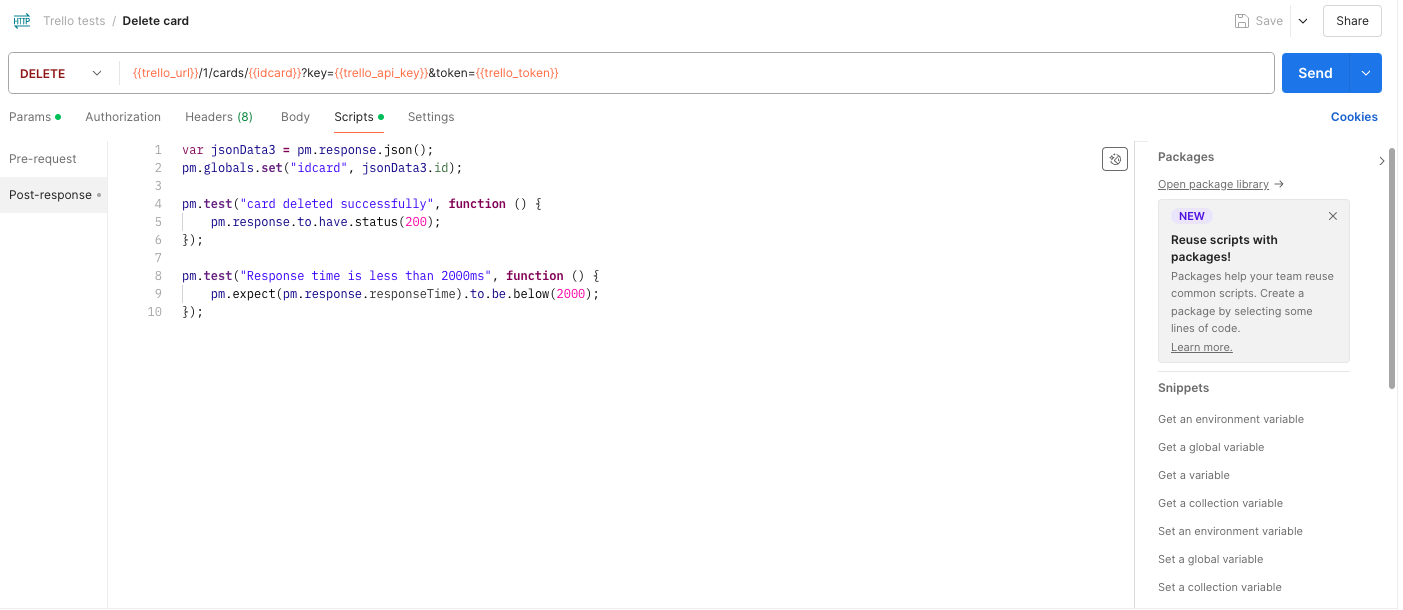 HTTP Trello tests / Delete card Save Share
DELETE {{trello_url}}/1/cards/{{idcard}}?key={{trello_api_key}}&token={{trello_token}} Send
Params Authorization Headers (8) Body Scripts Settings Cookies
Pre-request
Post-response
1 var jsonData3 = pm.response.json();
2 pm.globals.set("idcard", jsonData3.id);
3
4 pm.test("card deleted successfully", function () {
5 pm.response.to.have.status(200);
6 });
7
8 pm.test("Response time is less than 2000ms", function () {
9 pm.expect(pm.response.responseTime).to.be.below(2000);
10 });
Packages
Open package library →
NEW
Reuse scripts with
packages!
Packages help your team reuse
common scripts. Create a
package by selecting some
lines of code.
Learn more.
Snippets
Get an environment variable
Get a global variable
Get a variable
Get a collection variable
Set an environment variable
Set a global variable
Set a collection variable